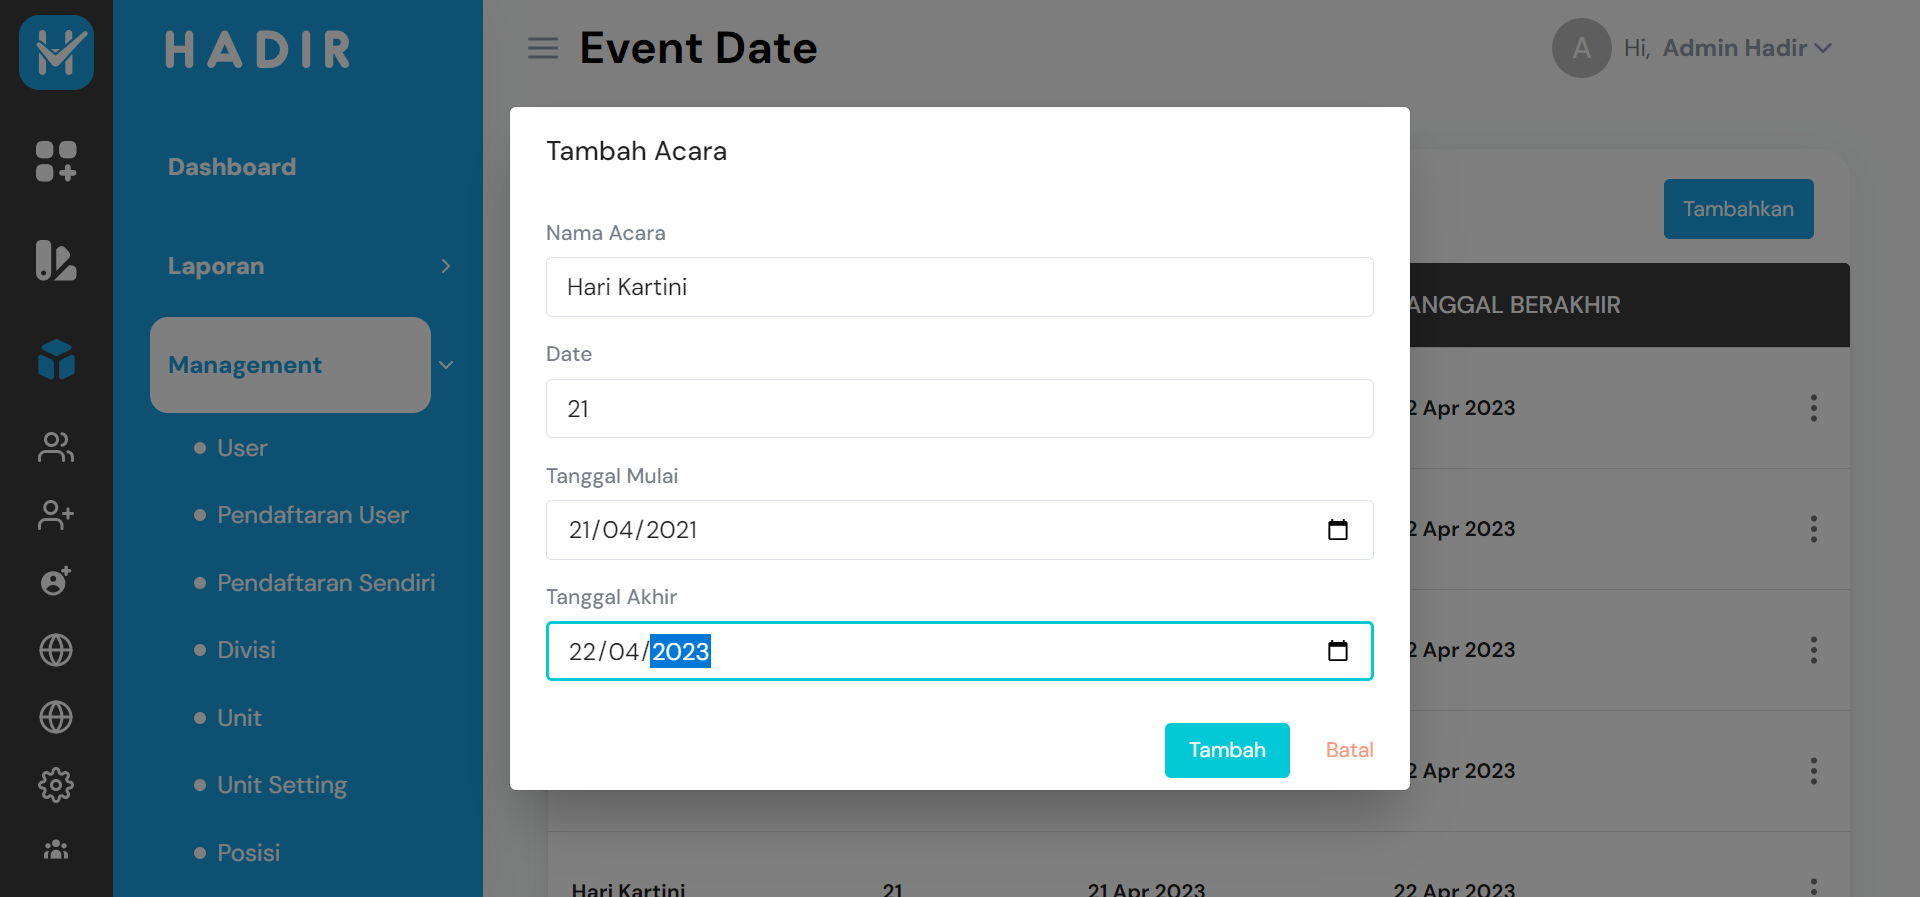 HADIR
Event Date
A
Hi, Admin Hadir
Dashboard
Laporan
Management
User
Pendaftaran User
Pendaftaran Sendiri
Divisi
Unit
Unit Setting
Posisi
Tambah Acara
Nama Acara
Hari Kartini
Date
21
Tanggal Mulai
21/04/2021
Tanggal Akhir
22/04/2023
Tambah
Batal
Tambahkan
ANGGAL BERAKHIR
2 Apr 2023
2 Apr 2023
2 Apr 2023
2 Apr 2023
Hari Kartini 21 21 Apr 2023 22 Apr 2023